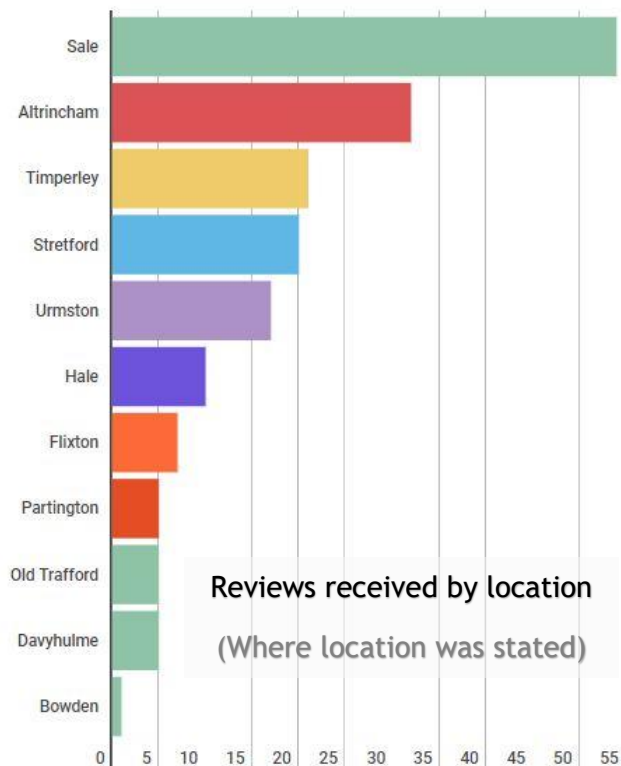 Sale
Altrincham
Timperley
Stretford
Urmston
Hale
Flixton
Partington
Old Trafford
Davyhulme
Bowden
Reviews received by location
(Where location was stated)
0 5 10 15 20 25 30 35 40 45 50 55